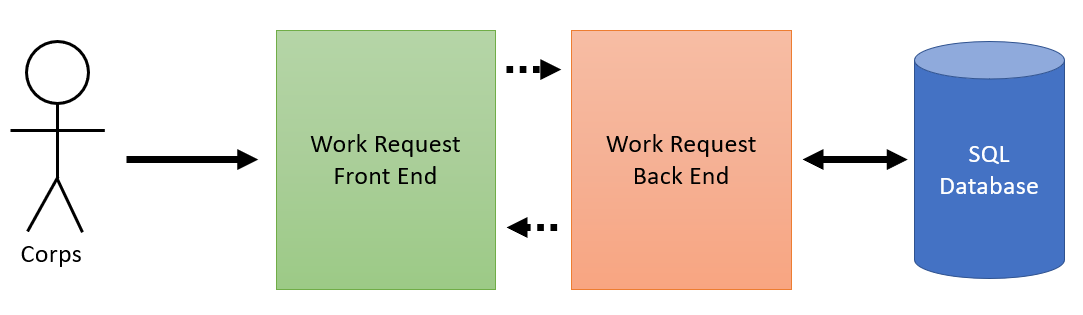 Corps
Work Request
Front End
Work Request
Back End
SQL
Database